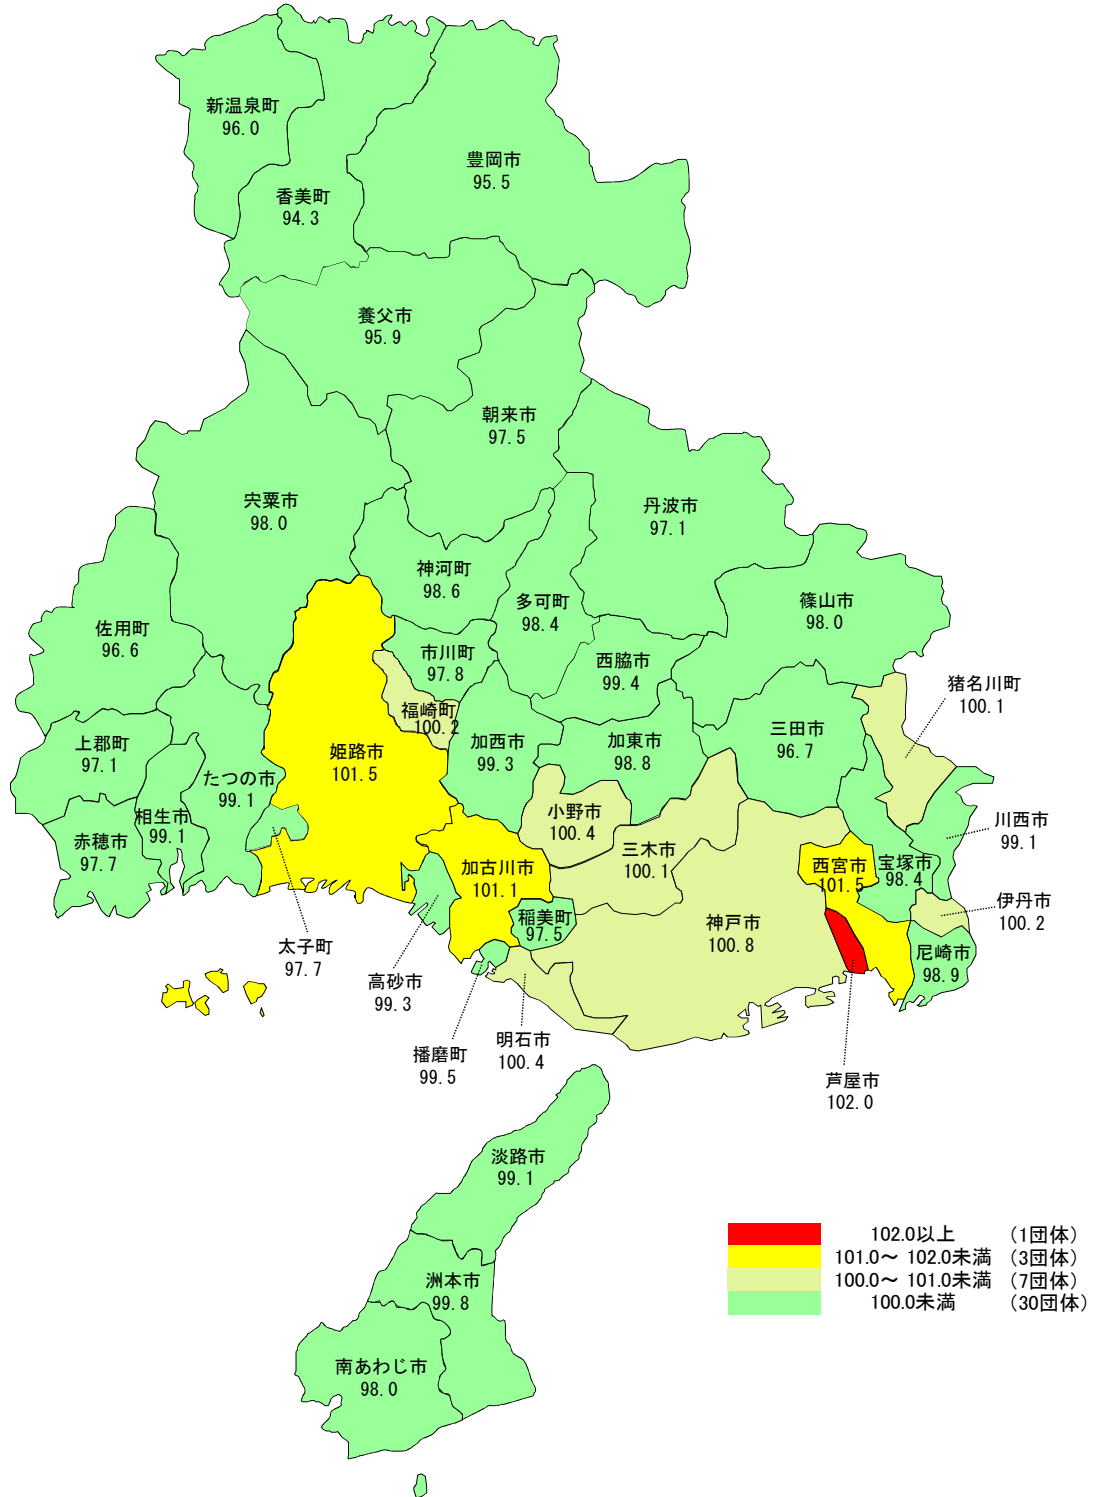 新温泉町
96.0
豊岡市
95.5
香美町
94.3
養父市
95.9
朝来市
97.5
宍粟市
98.0
丹波市
97.1
神河町
98.6
多可町
98.4
篠山市
98.0
佐用町
96.6
市川町
97.8
西脇市
99.4
猪名川町
100.1
福崎町
100.2
上郡町
97.1
姫路市
101.5
加西市
99.3
加東市
98.8
三田市
96.7
たつの市
99.1
相生市
99.1
赤穂市
97.7
小野市
100.4
川西市
99.1
三木市
100.1
加古川市
101.1
西宮市
101.5
宝塚市
98.4
伊丹市
100.2
稲美町
97.5
神戸市
100.8
尼崎市
98.9
太子町
97.7
高砂市
99.3
播磨町
99.5
明石市
100.4
芦屋市
102.0
淡路市
99.1
洲本市
99.8
南あわじ市
98.0
102.0以上 (1団体)
101.0~ 102.0未満 (3団体)
100.0~ 101.0未満 (7団体)
100.0未満 (30団体)